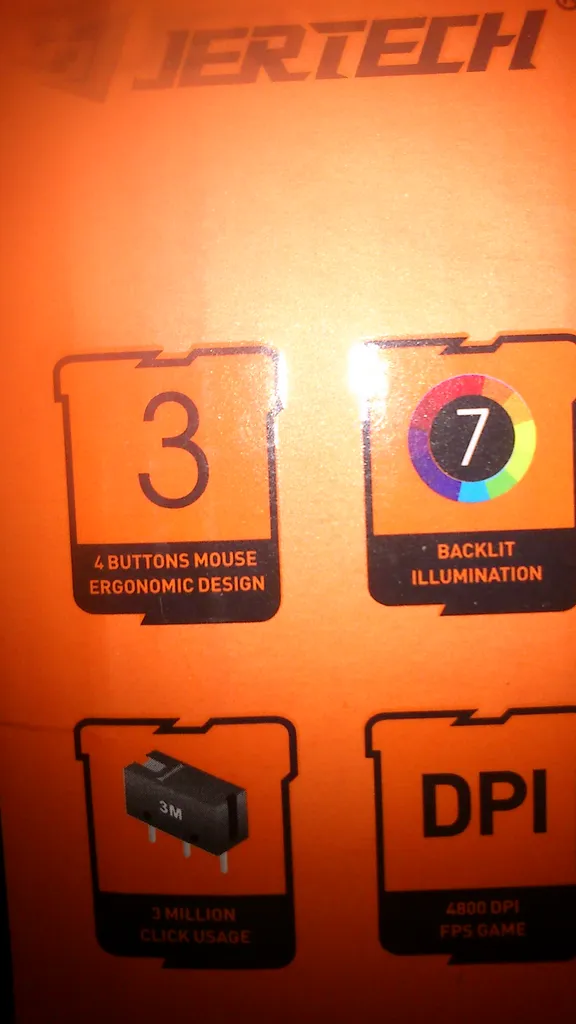 JERTECH
3
4 BUTTONS MOUSE
ERGONOMIC DESIGN
7
BACKLIT
ILLUMINATION
3M
3 MILLION
CLICK USAGE
DPI
4800 DPI
FPS GAME